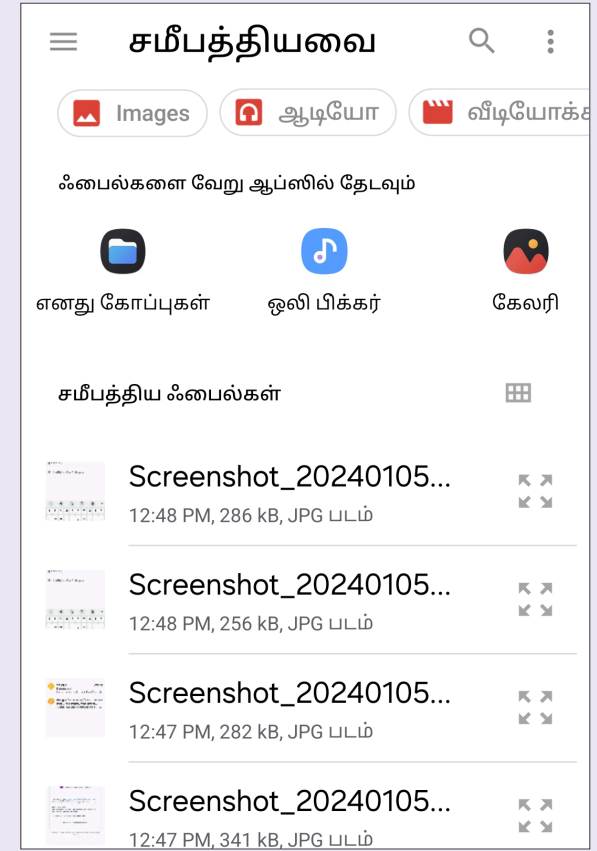 சமீபத்தியவை
Images ஆடியோ வீடியோக்க
ஃபைல்களை வேறு ஆப்ஸில் தேடவும்
எனது கோப்புகள் ஒலி பிக்கர் கேலரி
சமீபத்திய ஃபைல்கள்
Screenshot_20240105...
12:48 PM, 286 kB, JPG படம்
Screenshot_20240105...
12:48 PM, 256 kB, JPG படம்
Screenshot_20240105...
12:47 PM, 282 kB, JPG படம்
Screenshot_20240105...
12:47 PM, 341 kB, JPG படம்